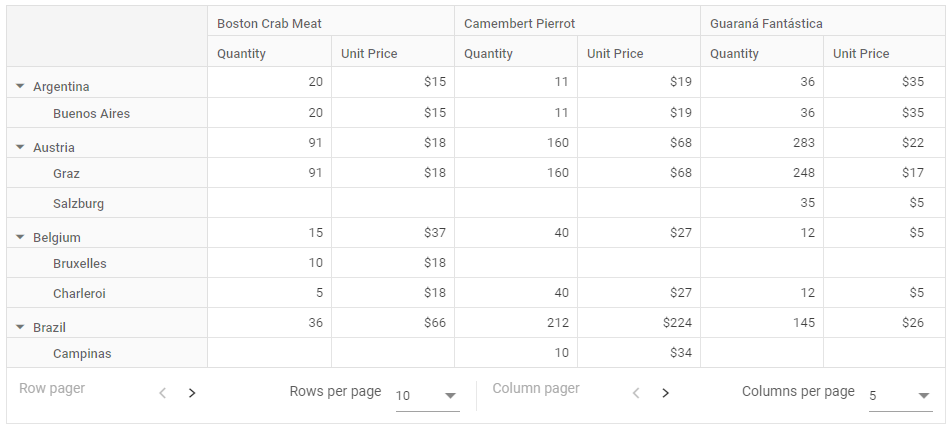 Boston Crab Meat Camembert Pierrot Guaraná Fantástica
Quantity Unit Price Quantity Unit Price Quantity Unit Price
Argentina 20 $15 11 $19 36 $35
Buenos Aires 20 $15 11 $19 36 $35
Austria 91 $18 160 $68 283 $22
Graz 91 $18 160 $68 248 $17
Salzburg 35 $5
Belgium 15 $37 40 $27 12 $5
Bruxelles 10 $18
Charleroi 5 $18 40 $27 12 $5
Brazil 36 $66 212 $224 145 $26
Campinas 10 $34
Row pager Rows per page 10 Column pager Columns per page 5